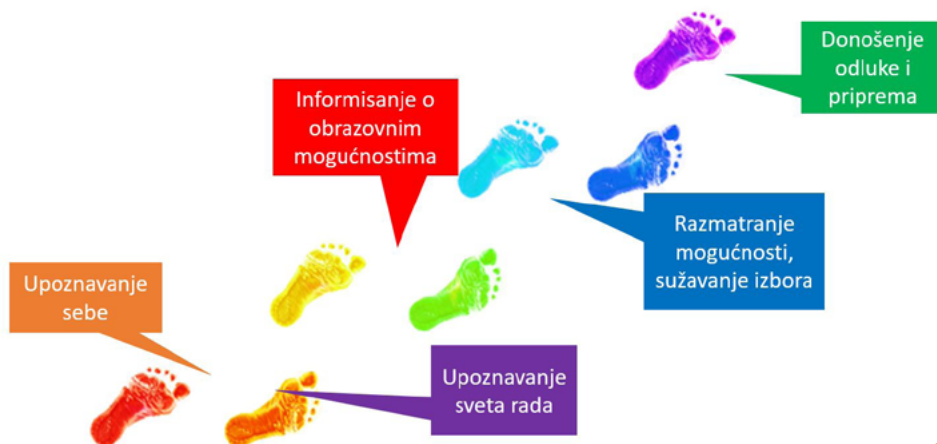 Donošenje
odluke i
priprema
Informisanje o
obrazovnim
mogućnostima
Razmatranje
mogućnosti,
sužavanje izbora
Upoznavanje
sebe
Upoznavanje
sveta rada